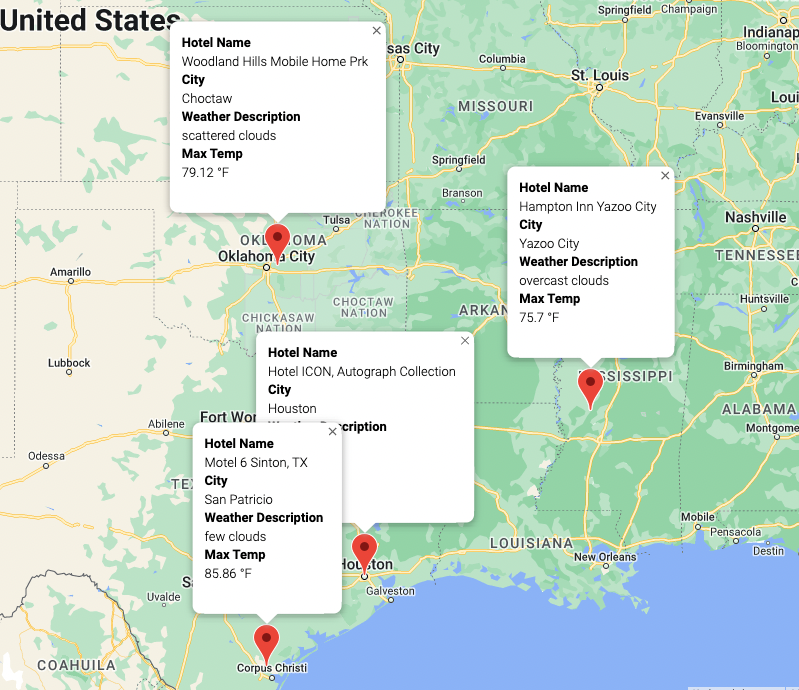 United States
Springfield
Champaign
Indianap
Bloomington
sas City
Columbia
St. Louis
MISSOURI
Loui
Evansville
Springfield
Branson
Nashville
TENNESSEE
Huntsville
Birmingham
ALABAMA
Montgome
Hotel Name
Woodland Hills Mobile Home Prk
City
Choctaw
Weather Description
scattered clouds
Max Temp
79.12 °F
Hotel Name
Hampton Inn Yazoo City
City
Yazoo City
Weather Description
overcast clouds
Max Temp
75.7 °F
Tulsa
CHEROKEE
NATION
OKLAHOMA
Oklahoma City
Amarillo
CHOCTAW
NATION
CHICKASAW
NATION
ARKAN
Lubbock
MISSISSIPPI
Hotel Name
Hotel ICON, Autograph Collection
City
Houston
Weather Description
Fort Wor
Abilene
Odessa
TEX
Hotel Name
Motel 6 Sinton, TX
City
San Patricio
Weather Description
few clouds
Max Temp
85.86 °F
LOUISIANA
Mobile
Pensacola
Destin
New Orleans
Houston
Galveston
Sa
Uvalde
Corpus Christi
COAHUILA